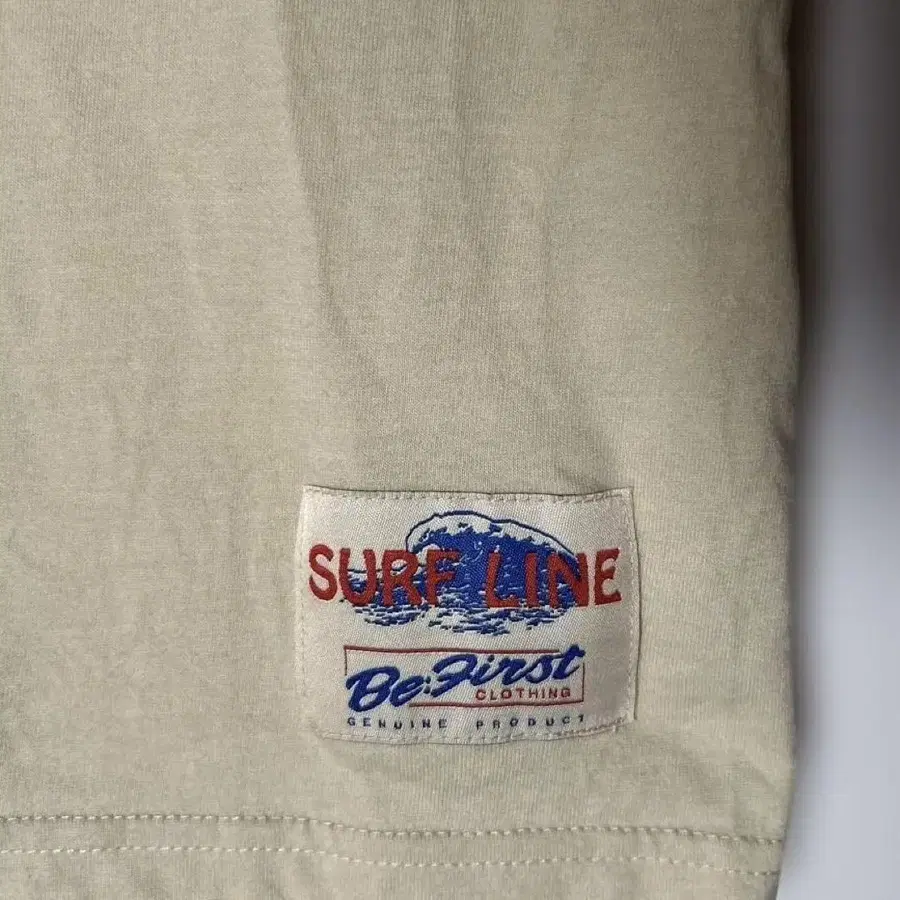 SURF LINE
Be:First
CLOTHING
GENUINE PRODUCT